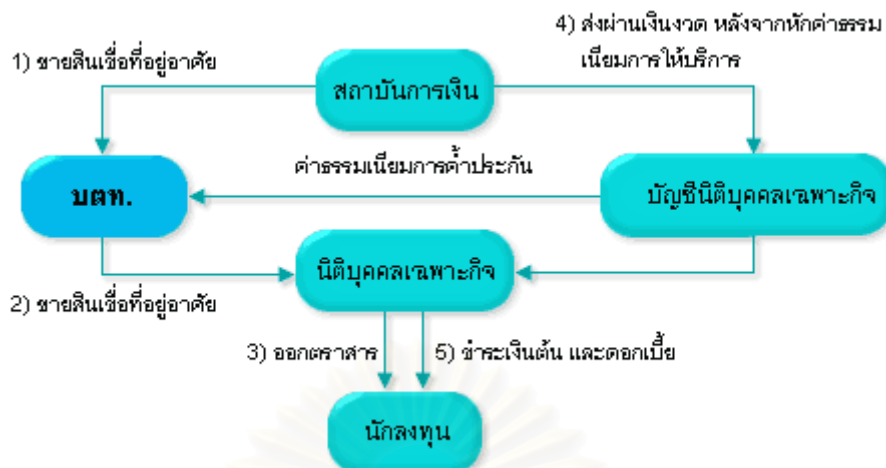 4) ส่งผ่านเงินงวด หลังจากหักค่าธรรม
เนียมการให้บริการ
1) ขายสินเชื่อที่อยู่อาศัย
สถาบันการเงิน
ค่าธรรมเนียมการค้ำประกัน
บตท.
บัญชีนิติบุคคลเฉพาะกิจ
นิติบุคคลเฉพาะกิจ
2) ขายสินเชื่อที่อยู่อาศัย
3) ออกตราสาร
5) ชำระเงินต้น และดอกเบี้ย
นักลงทุน